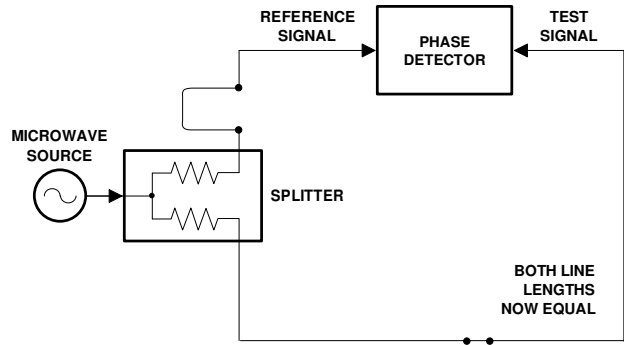 REFERENCE
SIGNAL
PHASE
DETECTOR
TEST
SIGNAL
MICROWAVE
SOURCE
SPLITTER
BOTH LINE
LENGTHS
NOW EQUAL